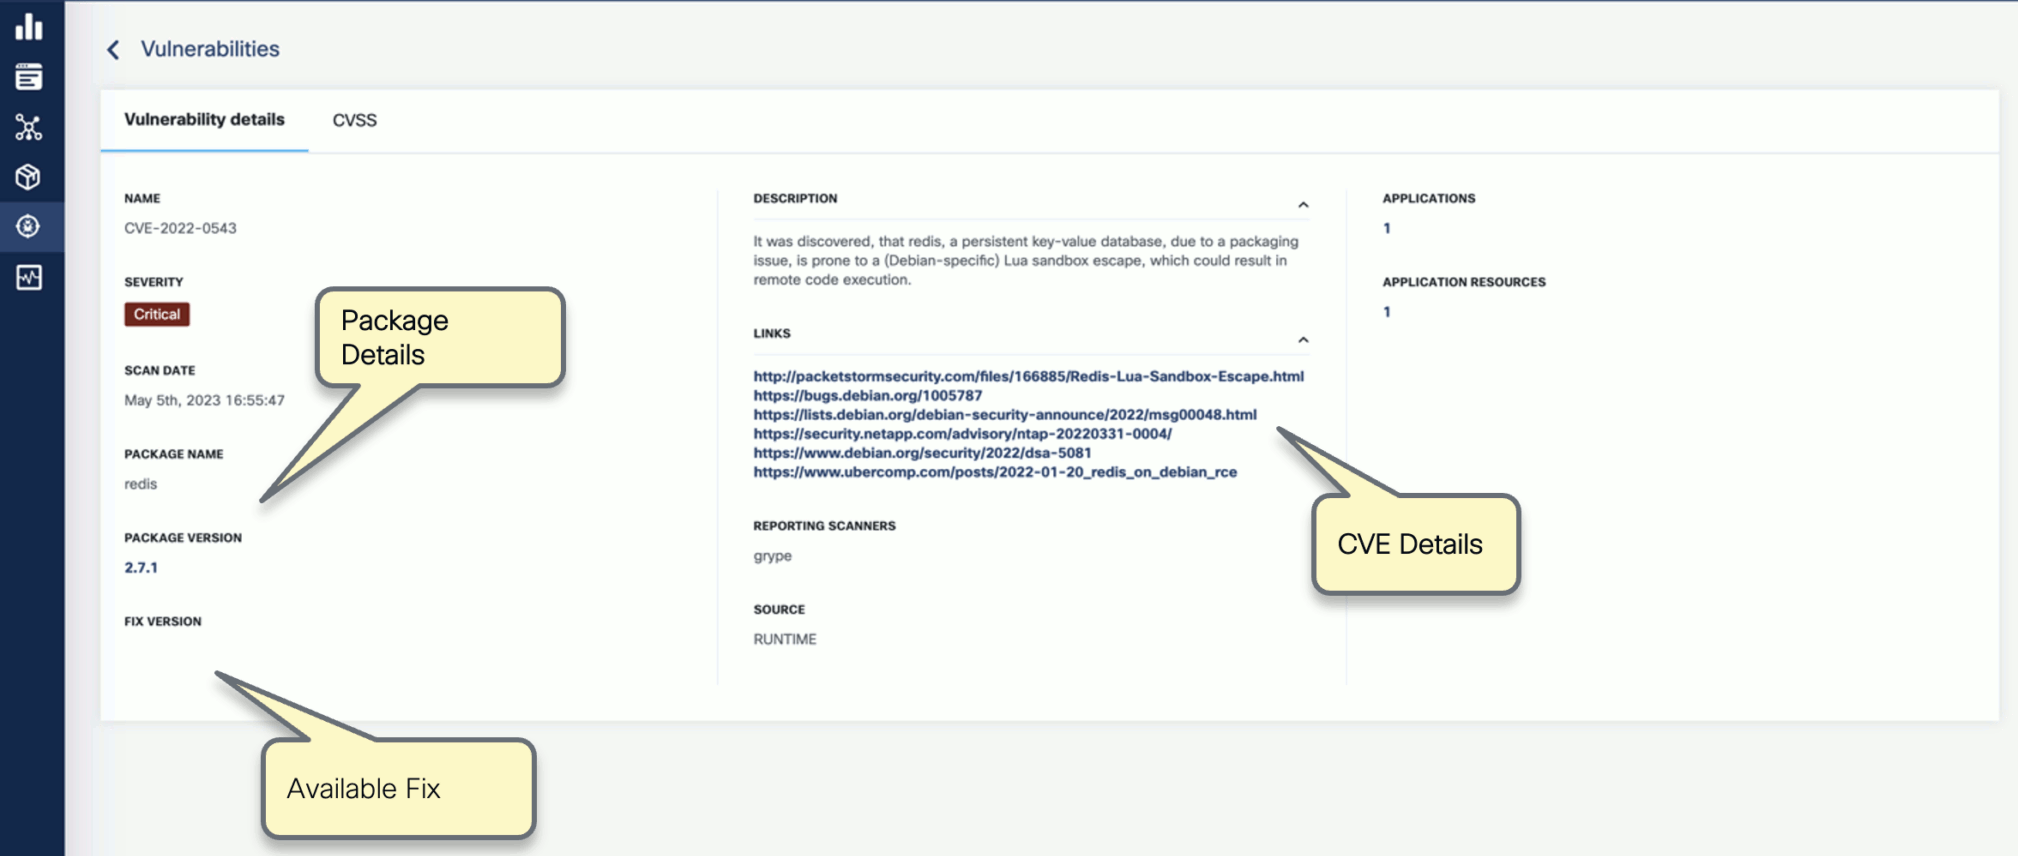 Vulnerabilities
Vulnerability details
CVSS
NAME
CVE-2022-0543
SEVERITY
Critical
SCAN DATE
May 5th, 2023 16:55:47
PACKAGE NAME
redis
PACKAGE VERSION
2.7.1
FIX VERSION
Package
Details
Available Fix
DESCRIPTION
It was discovered, that redis, a persistent key-value database, due to a packaging
issue, is prone to a (Debian-specific) Lua sandbox escape, which could result in
remote code execution.
LINKS
http://packetstormsecurity.com/files/166885/Redis-Lua-Sandbox-Escape.html
https://bugs.debian.org/1005787
https://lists.debian.org/debian-security-announce/2022/msg00048.html
https://security.netapp.com/advisory/ntap-20220331-0004/
https://www.debian.org/security/2022/dsa-5081
https://www.ubercomp.com/posts/2022-01-20_redis_on_debian_rce
REPORTING SCANNERS
grype
SOURCE
RUNTIME
CVE Details
APPLICATIONS
1
APPLICATION RESOURCES
1